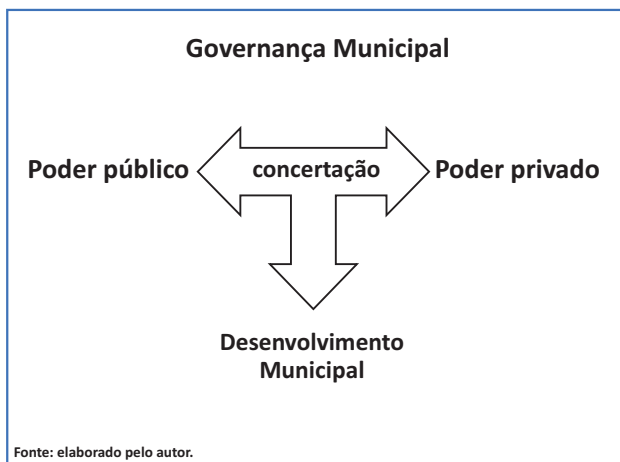 Governança Municipal
Poder público
concertação
Poder privado
Desenvolvimento
Municipal
Fonte: elaborado pelo autor.